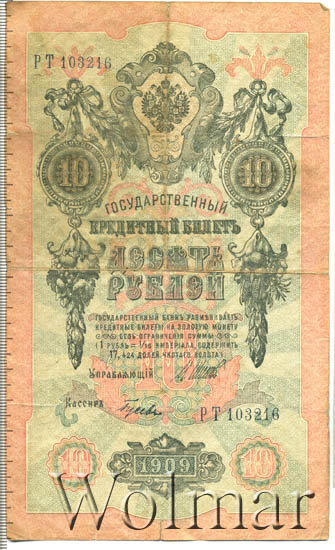 РТ 103216
10 10
ГОСУДАРСТВЕННЫЙ
КРЕДИТНЫЙ БИЛЕТЪ
ДЕСЯТЬ
РУБЛЕЙ
ГОСУДАРСТВЕННЫЙ БАНКЪ РАЗМѢНИВАЕТЪ
КРЕДИТНЫЕ БИЛЕТЫ НА ЗОЛОТУЮ МОНЕТУ
БЕЗЪ ОГРАНИЧЕНІЯ СУММЫ
(1 РУБЛЬ = 1/15 ИМПЕРІАЛА, СОДЕРЖИТЪ
17,424 ДОЛЕЙ ЧИСТАГО ЗОЛОТА)
УПРАВЛЯЮЩІЙ
Кассиръ
РТ 103216
10 1909 10
Wolmar